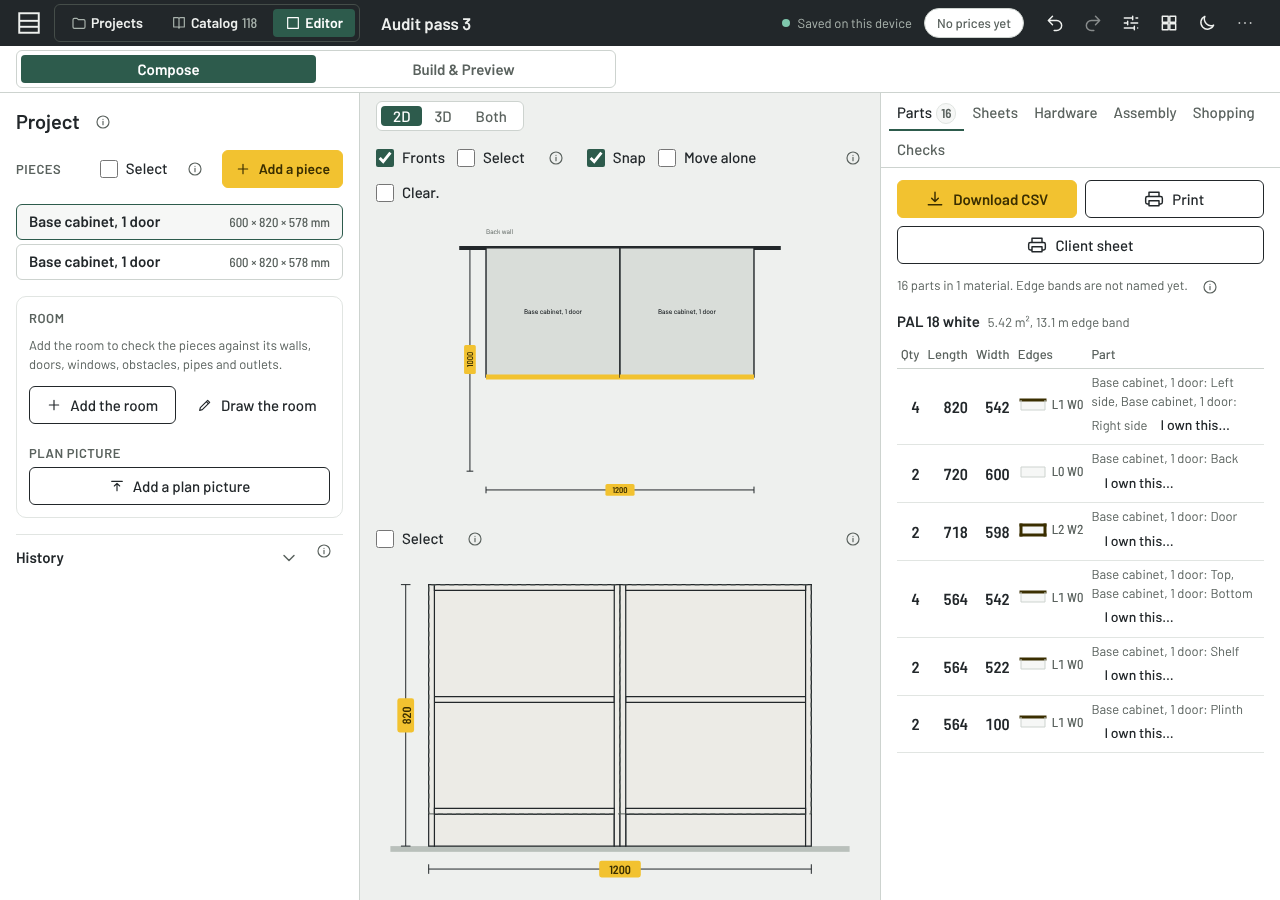 Projects
Catalog 118
Editor
Audit pass 3
Saved on this device
No prices yet
Compose
Build & Preview
Project
PIECES
Select
Add a piece
Base cabinet, 1 door 600 × 820 × 578 mm
Base cabinet, 1 door 600 × 820 × 578 mm
ROOM
Add the room to check the pieces against its walls,
doors, windows, obstacles, pipes and outlets.
Add the room
Draw the room
PLAN PICTURE
Add a plan picture
History
2D
3D
Both
Fronts
Select
Snap
Move alone
Clear.
Back wall
Base cabinet, 1 door
Base cabinet, 1 door
1000
1200
Select
820
1200
Parts 16
Sheets
Hardware
Assembly
Shopping
Checks
Download CSV
Print
Client sheet
16 parts in 1 material. Edge bands are not named yet.
PAL 18 white 5.42 m², 13.1 m edge band
Qty Length Width Edges Part
4 820 542 L1 W0 Base cabinet, 1 door: Left
side, Base cabinet, 1 door:
Right side I own this...
2 720 600 L0 W0 Base cabinet, 1 door: Back
I own this...
2 718 598 L2 W2 Base cabinet, 1 door: Door
I own this...
4 564 542 L1 W0 Base cabinet, 1 door: Top,
Base cabinet, 1 door: Bottom
I own this...
2 564 522 L1 W0 Base cabinet, 1 door: Shelf
I own this...
2 564 100 L1 W0 Base cabinet, 1 door: Plinth
I own this...